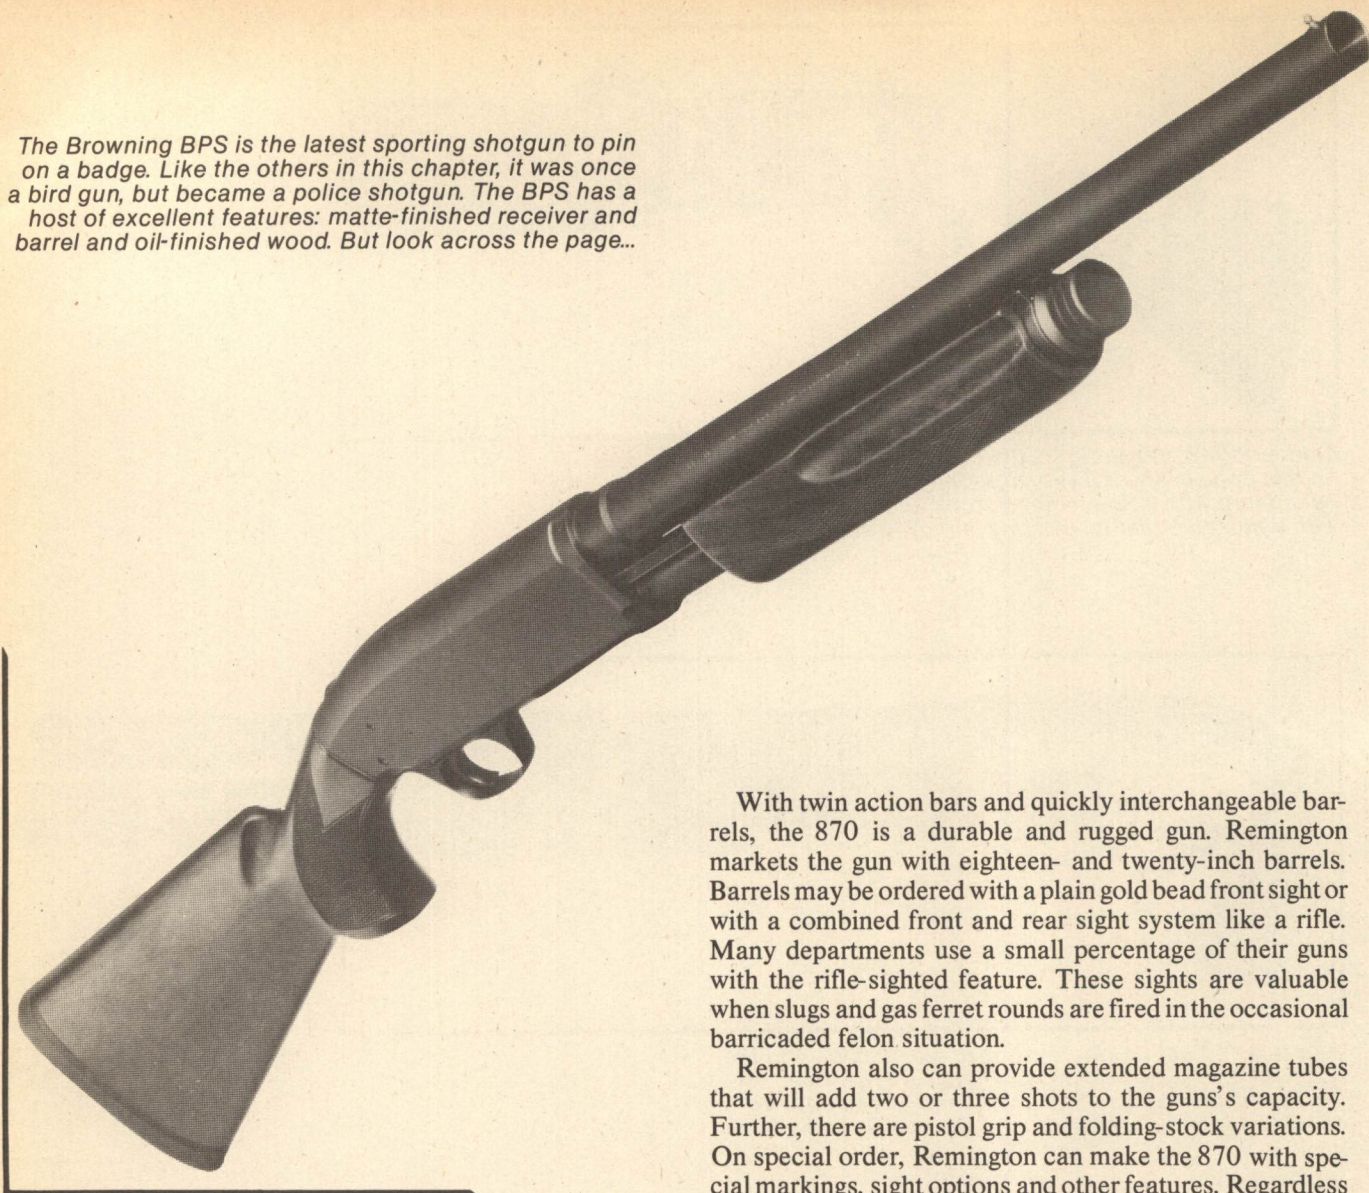 The Browning BPS is the latest sporting shotgun to pin
on a badge. Like the others in this chapter, it was once
a bird gun, but became a police shotgun. The BPS has a
host of excellent features: matte-finished receiver and
barrel and oil-finished wood. But look across the page...
With twin action bars and quickly interchangeable bar-
rels, the 870 is a durable and rugged gun. Remington
markets the gun with eighteen- and twenty-inch barrels.
Barrels may be ordered with a plain gold bead front sight or
with a combined front and rear sight system like a rifle.
Many departments use a small percentage of their guns
with the rifle-sighted feature. These sights are valuable
when slugs and gas ferret rounds are fired in the occasional
barricaded felon situation.
Remington also can provide extended magazine tubes
that will add two or three shots to the guns's capacity.
Further, there are pistol grip and folding-stock variations.
On special order, Remington can make the 870 with spe-
cial markings, sight options and other features. Regardless